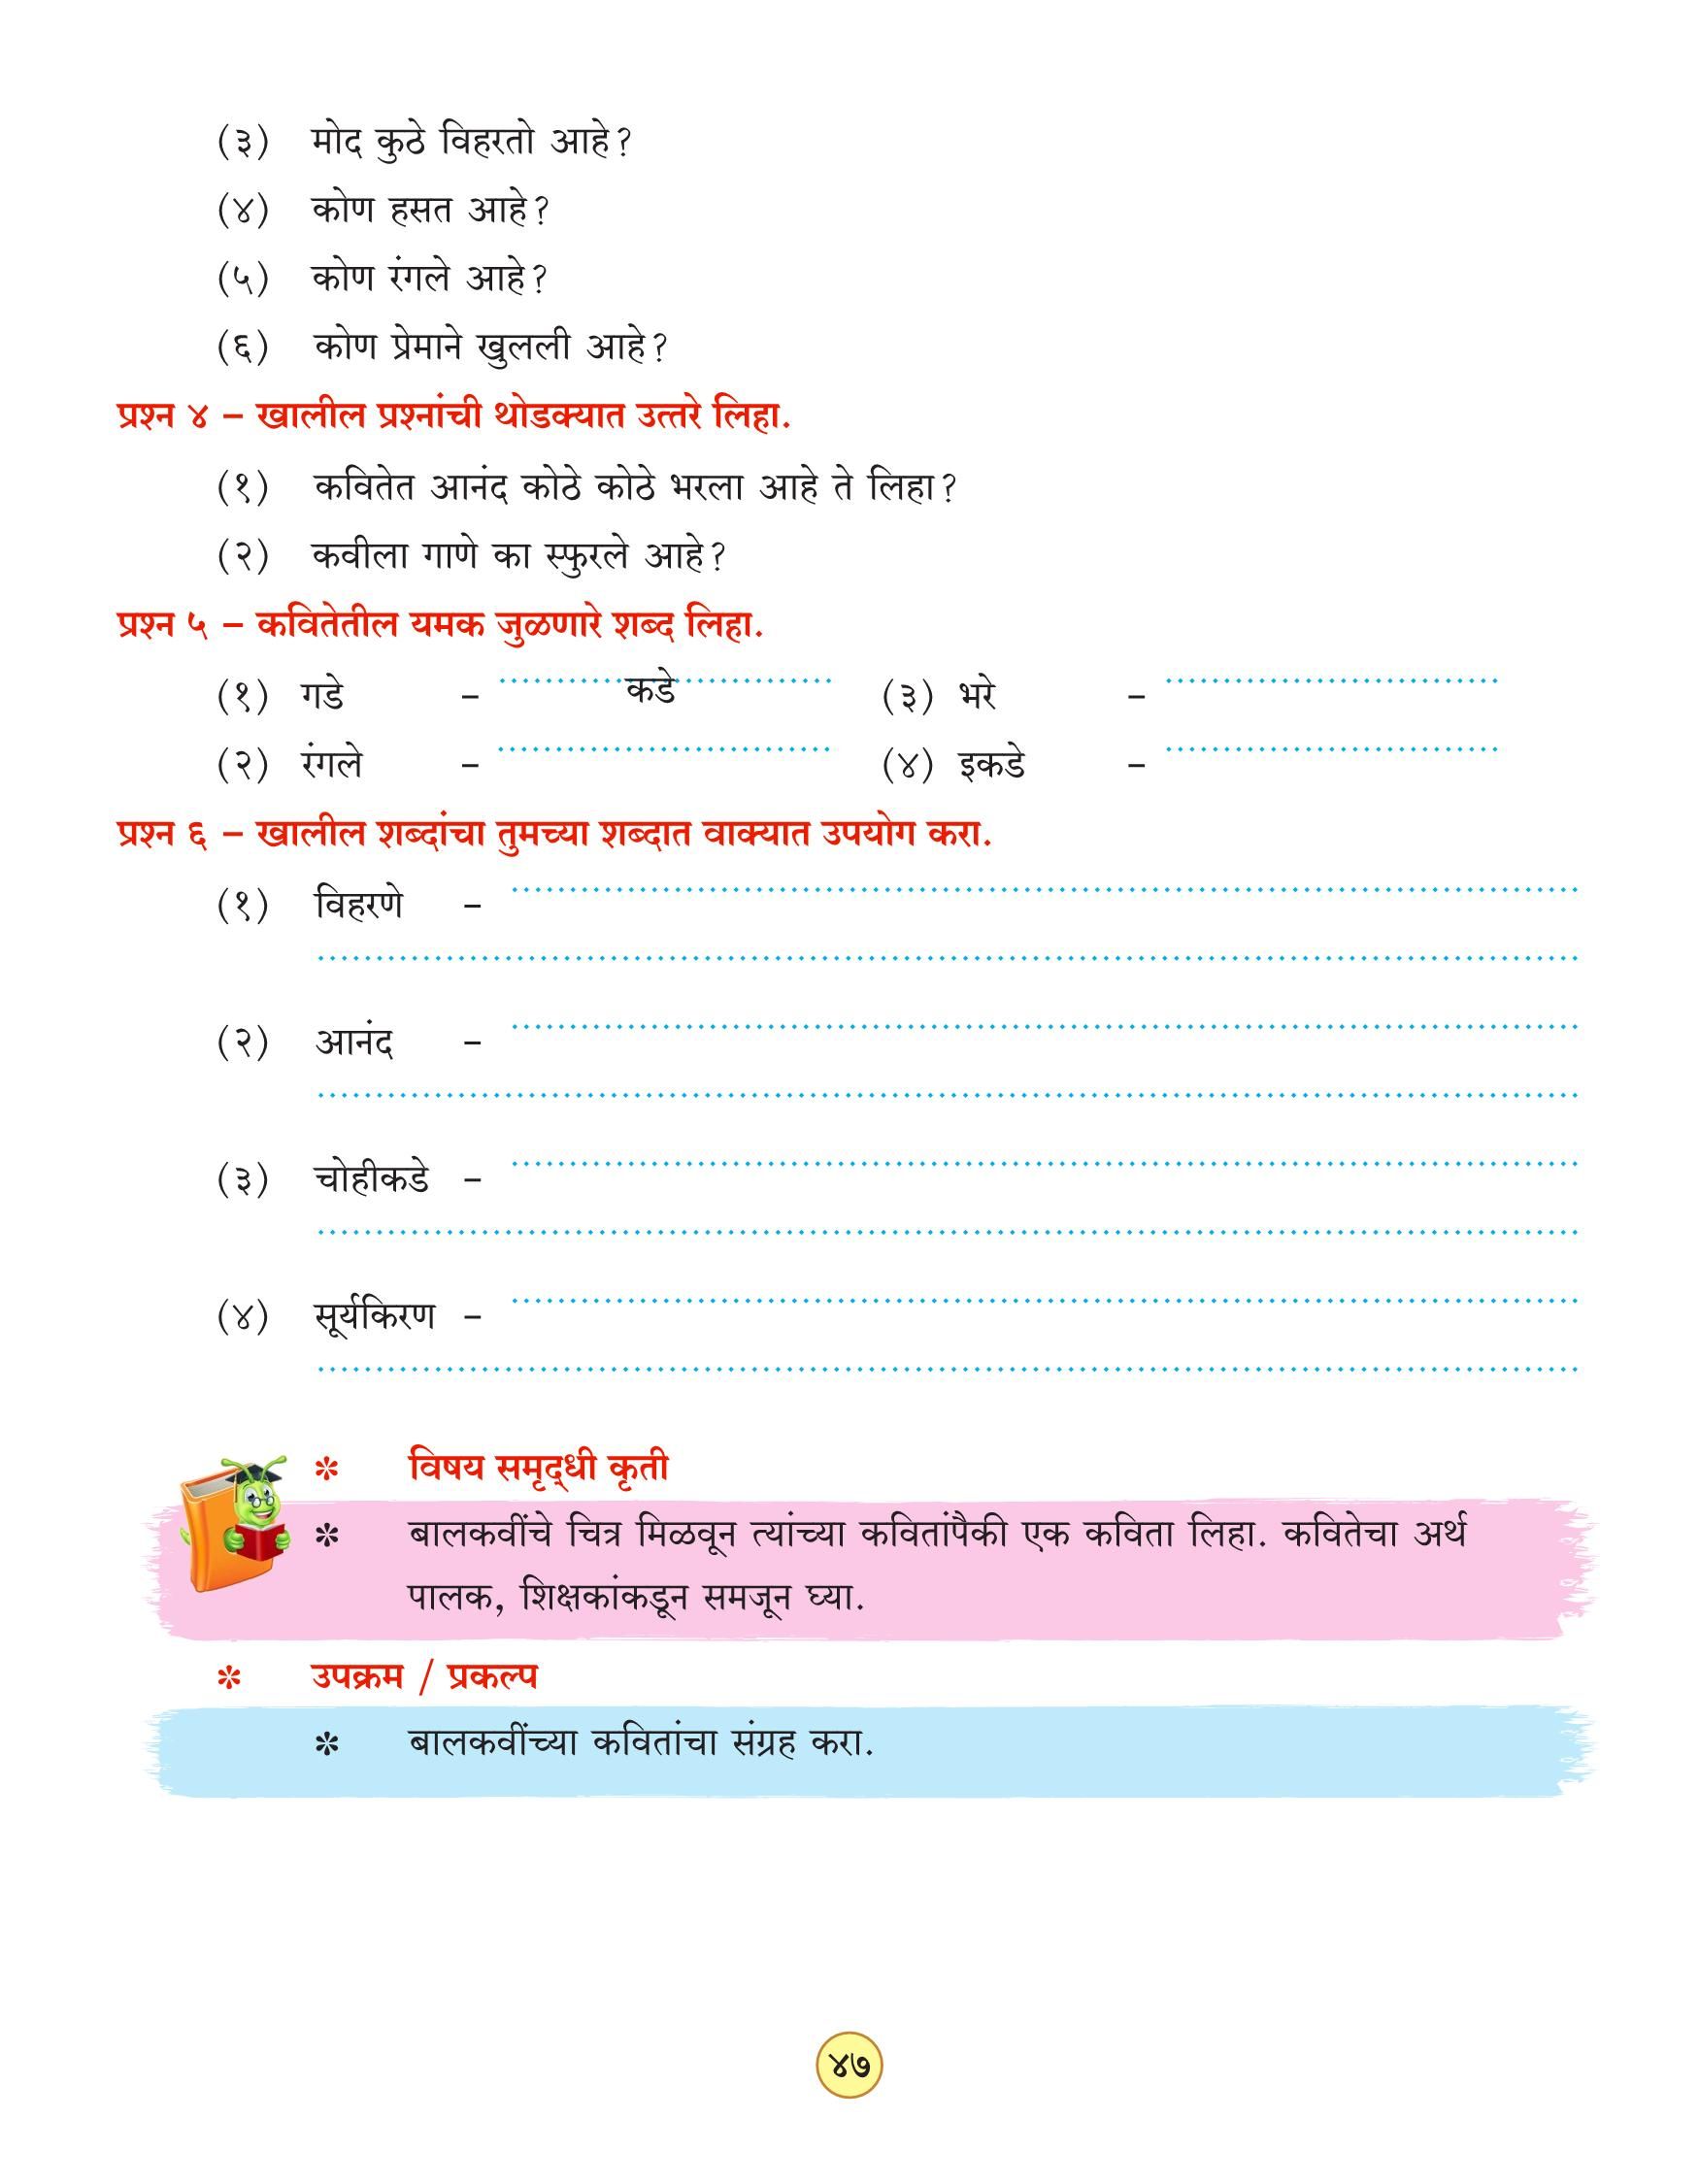 (३) मोद कुठे विहरतो आहे?
(४) कोण हसत आहे?
(५) कोण रंगले आहे?
(६) कोण प्रेमाने खुलली आहे?
प्रश्न ४ – खालील प्रश्नांची थोडक्यात उत्तरे लिहा.
(१) कवितेत आनंद कोठे कोठे भरला आहे ते लिहा?
(२) कवीला गाणे का स्फुरले आहे?
प्रश्न ५ – कवितेतील यमक जुळणारे शब्द लिहा.
(१) गडे – कडे (३) भरे –
(२) रंगले – (४) इकडे –
प्रश्न ६ – खालील शब्दांचा तुमच्या शब्दात वाक्यात उपयोग करा.
(१) विहरणे –
(२) आनंद –
(३) चोहीकडे –
(४) सूर्यकिरण –
* विषय समृद्धी कृती
* बालकवींचे चित्र मिळवून त्यांच्या कवितांपैकी एक कविता लिहा. कवितेचा अर्थ
पालक, शिक्षकांकडून समजून घ्या.
* उपक्रम / प्रकल्प
* बालकवींच्या कवितांचा संग्रह करा.
४७